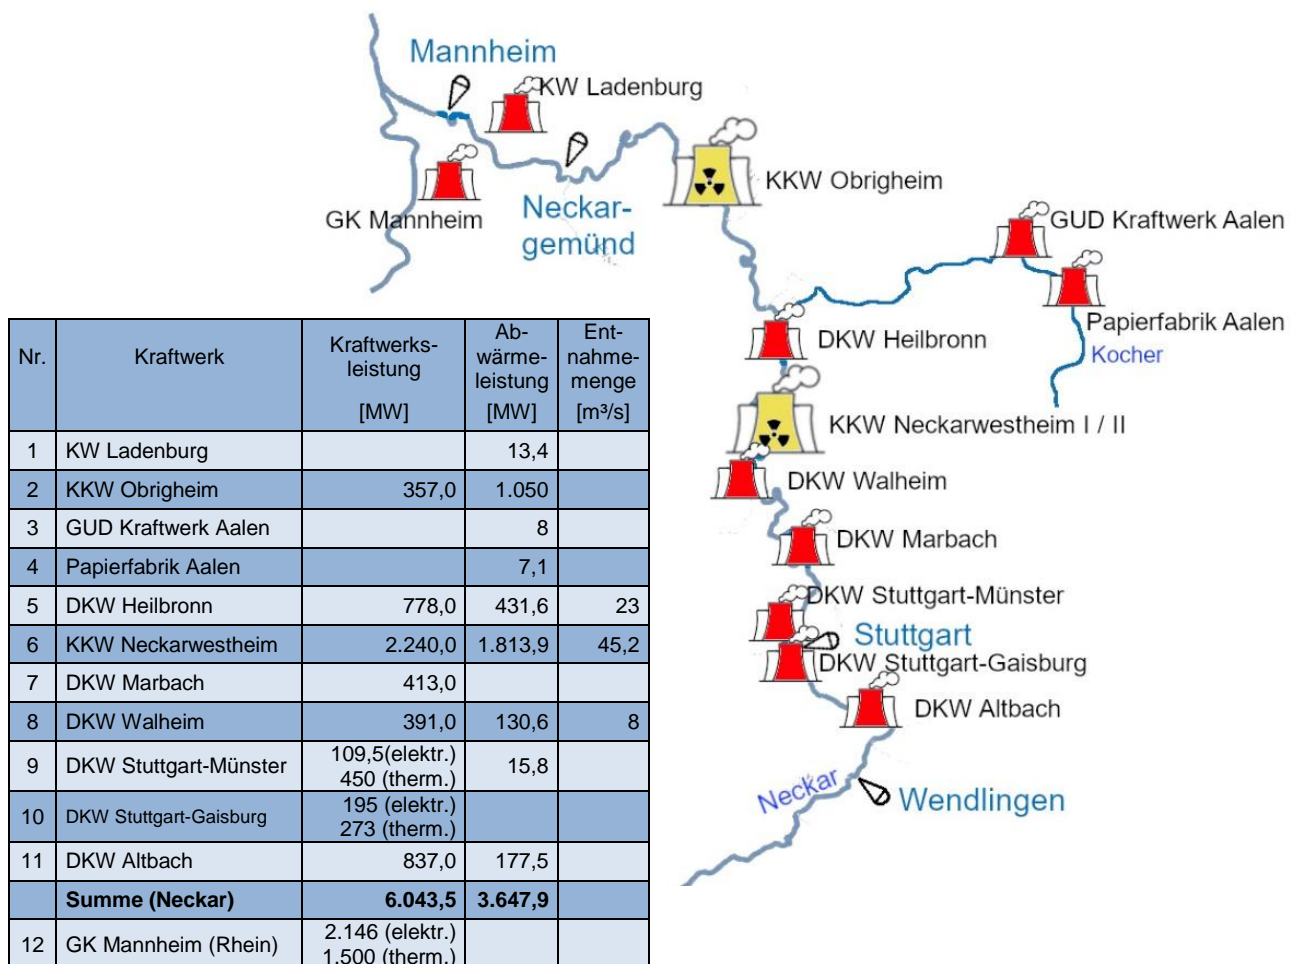 Mannheim
KW Ladenburg
KKW Obrigheim
GK Mannheim
Neckar-
gemünd
GUD Kraftwerk Aalen
Papierfabrik Aalen
Kocher
DKW Heilbronn
KKW Neckarwestheim I / II
DKW Walheim
DKW Marbach
DKW Stuttgart-Münster
Stuttgart
DKW Stuttgart-Gaisburg
DKW Altbach
Neckar
Wendlingen
Nr. Kraftwerk Kraftwerks- Ab- Ent-
leistung wärme- nahme-
leistung menge
[MW] [MW] [m³/s]
1 KW Ladenburg 13,4
2 KKW Obrigheim 357,0 1.050
3 GUD Kraftwerk Aalen 8
4 Papierfabrik Aalen 7,1
5 DKW Heilbronn 778,0 431,6 23
6 KKW Neckarwestheim 2.240,0 1.813,9 45,2
7 DKW Marbach 413,0
8 DKW Walheim 391,0 130,6 8
9 DKW Stuttgart-Münster 109,5(elektr.) 15,8
450 (therm.)
10 DKW Stuttgart-Gaisburg 195 (elektr.)
273 (therm.)
11 DKW Altbach 837,0 177,5
Summe (Neckar) 6.043,5 3.647,9
12 GK Mannheim (Rhein) 2.146 (elektr.)
1.500 (therm.)